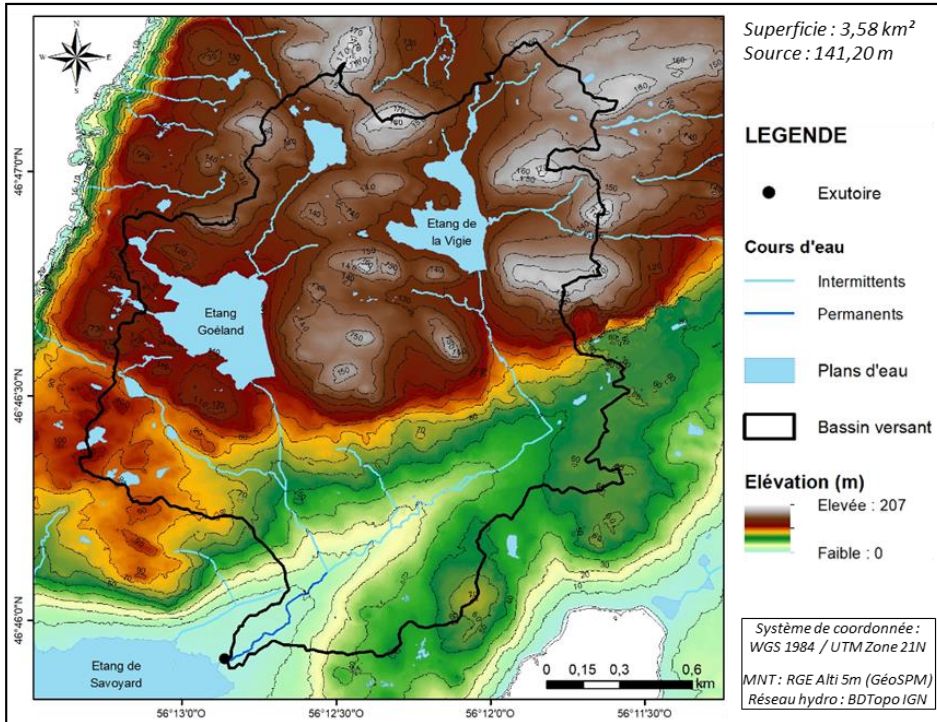 Superficie : 3,58 km²
Source : 141,20 m
N
W
E
S
46°47'0"N
46°46'30"N
46°46'0"N
Etang de
la Vigie
Etang
Goéland
Etang de
Savoyard
0 0,15 0,3 0,6
km
56°13'0"O 56°12'30"O 56°12'0"O 56°11'30"O
LEGENDE
Exutoire
Cours d'eau
Intermittents
Permanents
Plans d'eau
Bassin versant
Elévation (m)
Elevée : 207
Faible : 0
Système de coordonnée :
WGS 1984 / UTM Zone 21N
MNT : RGE Alti 5m (GéoSPM)
Réseau hydro : BDTopo IGN